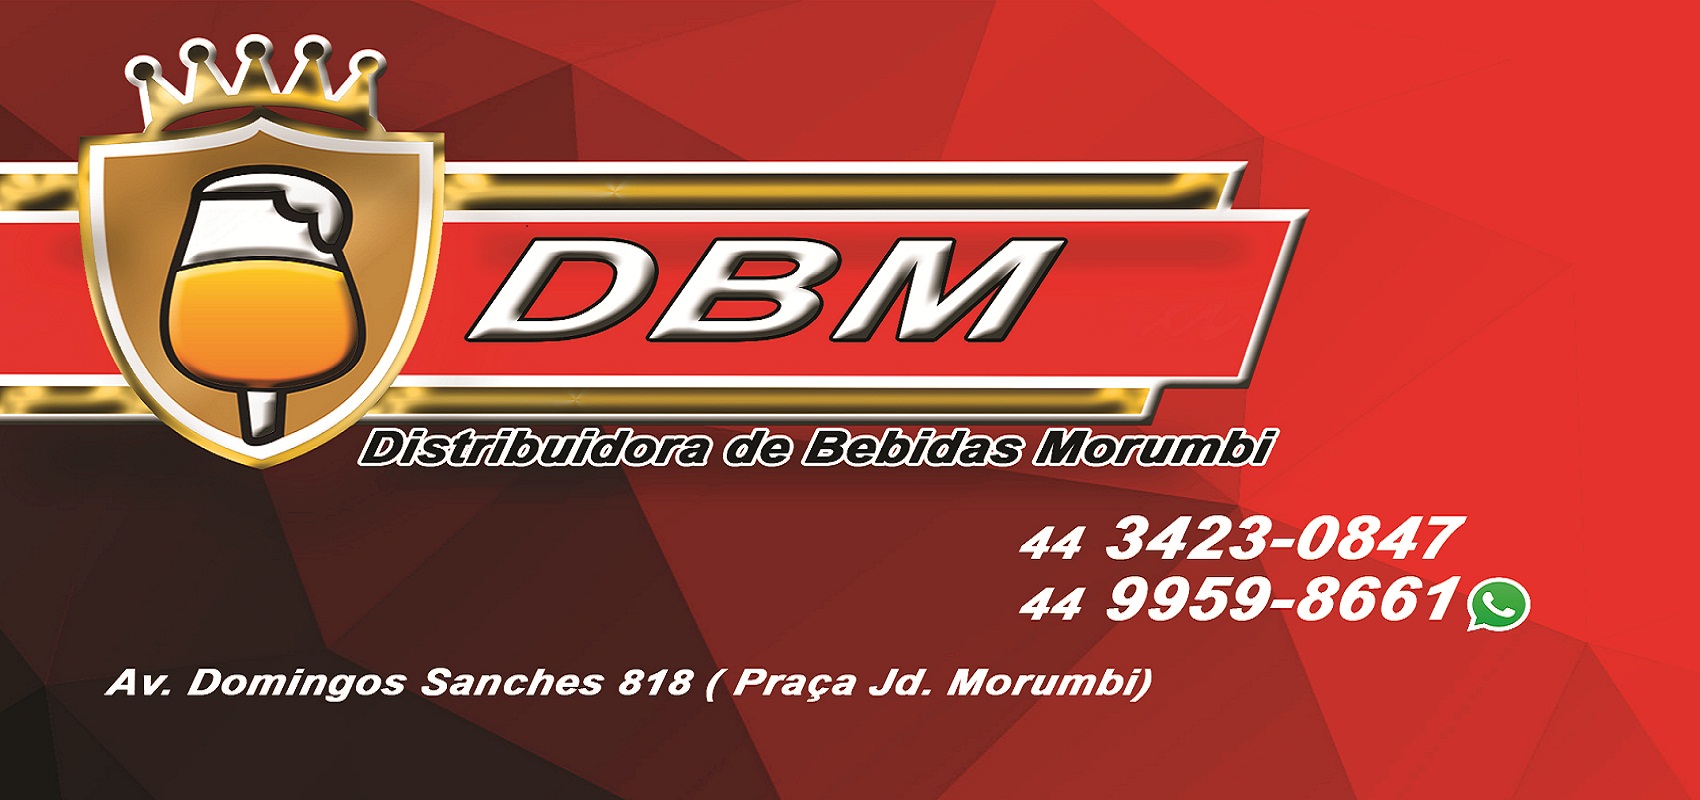 DBM
Distribuidora de Bebidas Morumbi
44 3423-0847
44 9959-8661
Av. Domingos Sanches 818 ( Praça Jd. Morumbi)